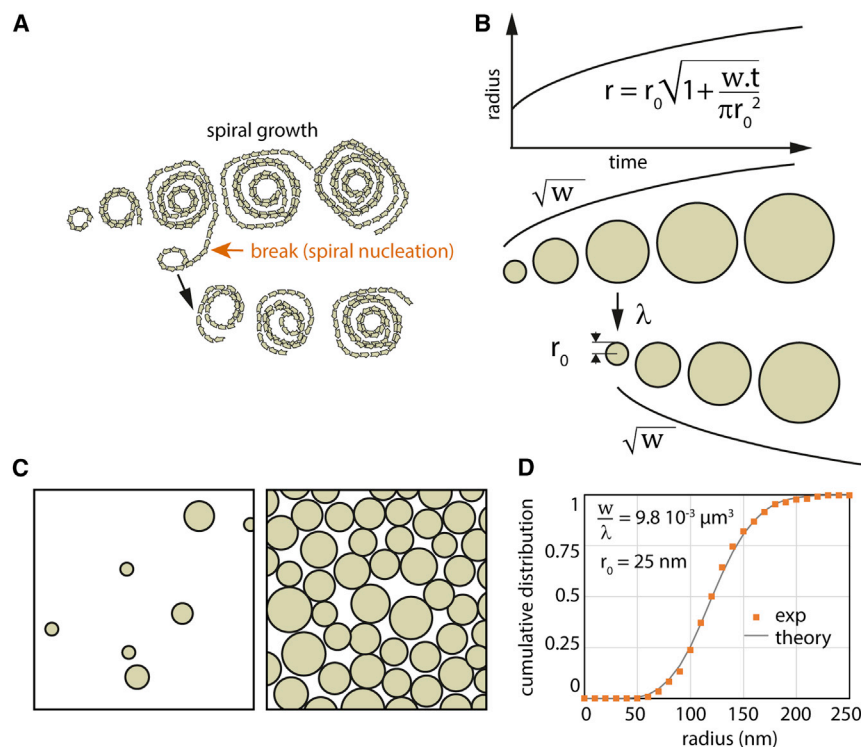 A
spiral growth
break (spiral nucleation)
B
radius
r = r₀√1+ w.t / πr₀²
time
√w
λ
r₀
√w
C
D
cumulative distribution
1
0.75
0.5
0.25
0
w/λ = 9.8 10⁻³ µm³
r₀ = 25 nm
exp
theory
0 50 100 150 200 250
radius (nm)